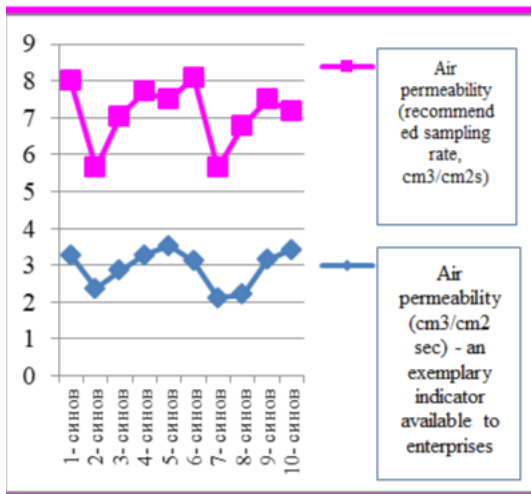 9
8
7
6
5
4
3
2
1
0
1- синов
2- синов
3- синов
4- синов
5- синов
6- синов
7- синов
8- синов
9- синов
10- синов
Air
permeability
(recommend
ed sampling
rate,
cm3/cm2s)
Air
permeability
(cm3/cm2
sec) - an
exemplary
indicator
available to
enterprises